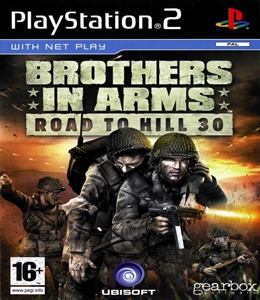 PlayStation®2
WITH NET PLAY
PAL
BROTHERS
IN ARMS
ROAD TO HILL 30
16+
www.pegi.info
UBISOFT
gearbox
SOFTWARE